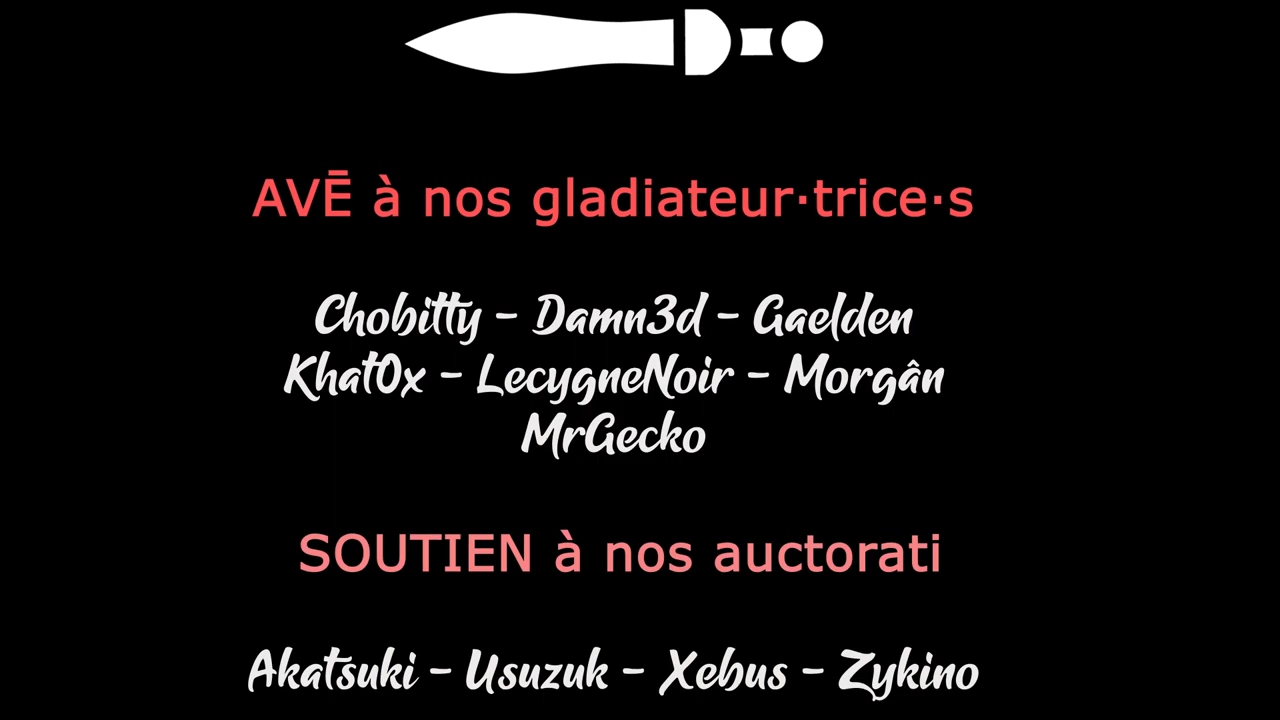 AVĒ à nos gladiateur·trice·s
Chobitty - Damn3d - Gaelden
Khat0x - LecygneNoir - Morgân
MrGecko
SOUTIEN à nos auctorati
Akatsuki - Usuzuk - Xebus - Zykino